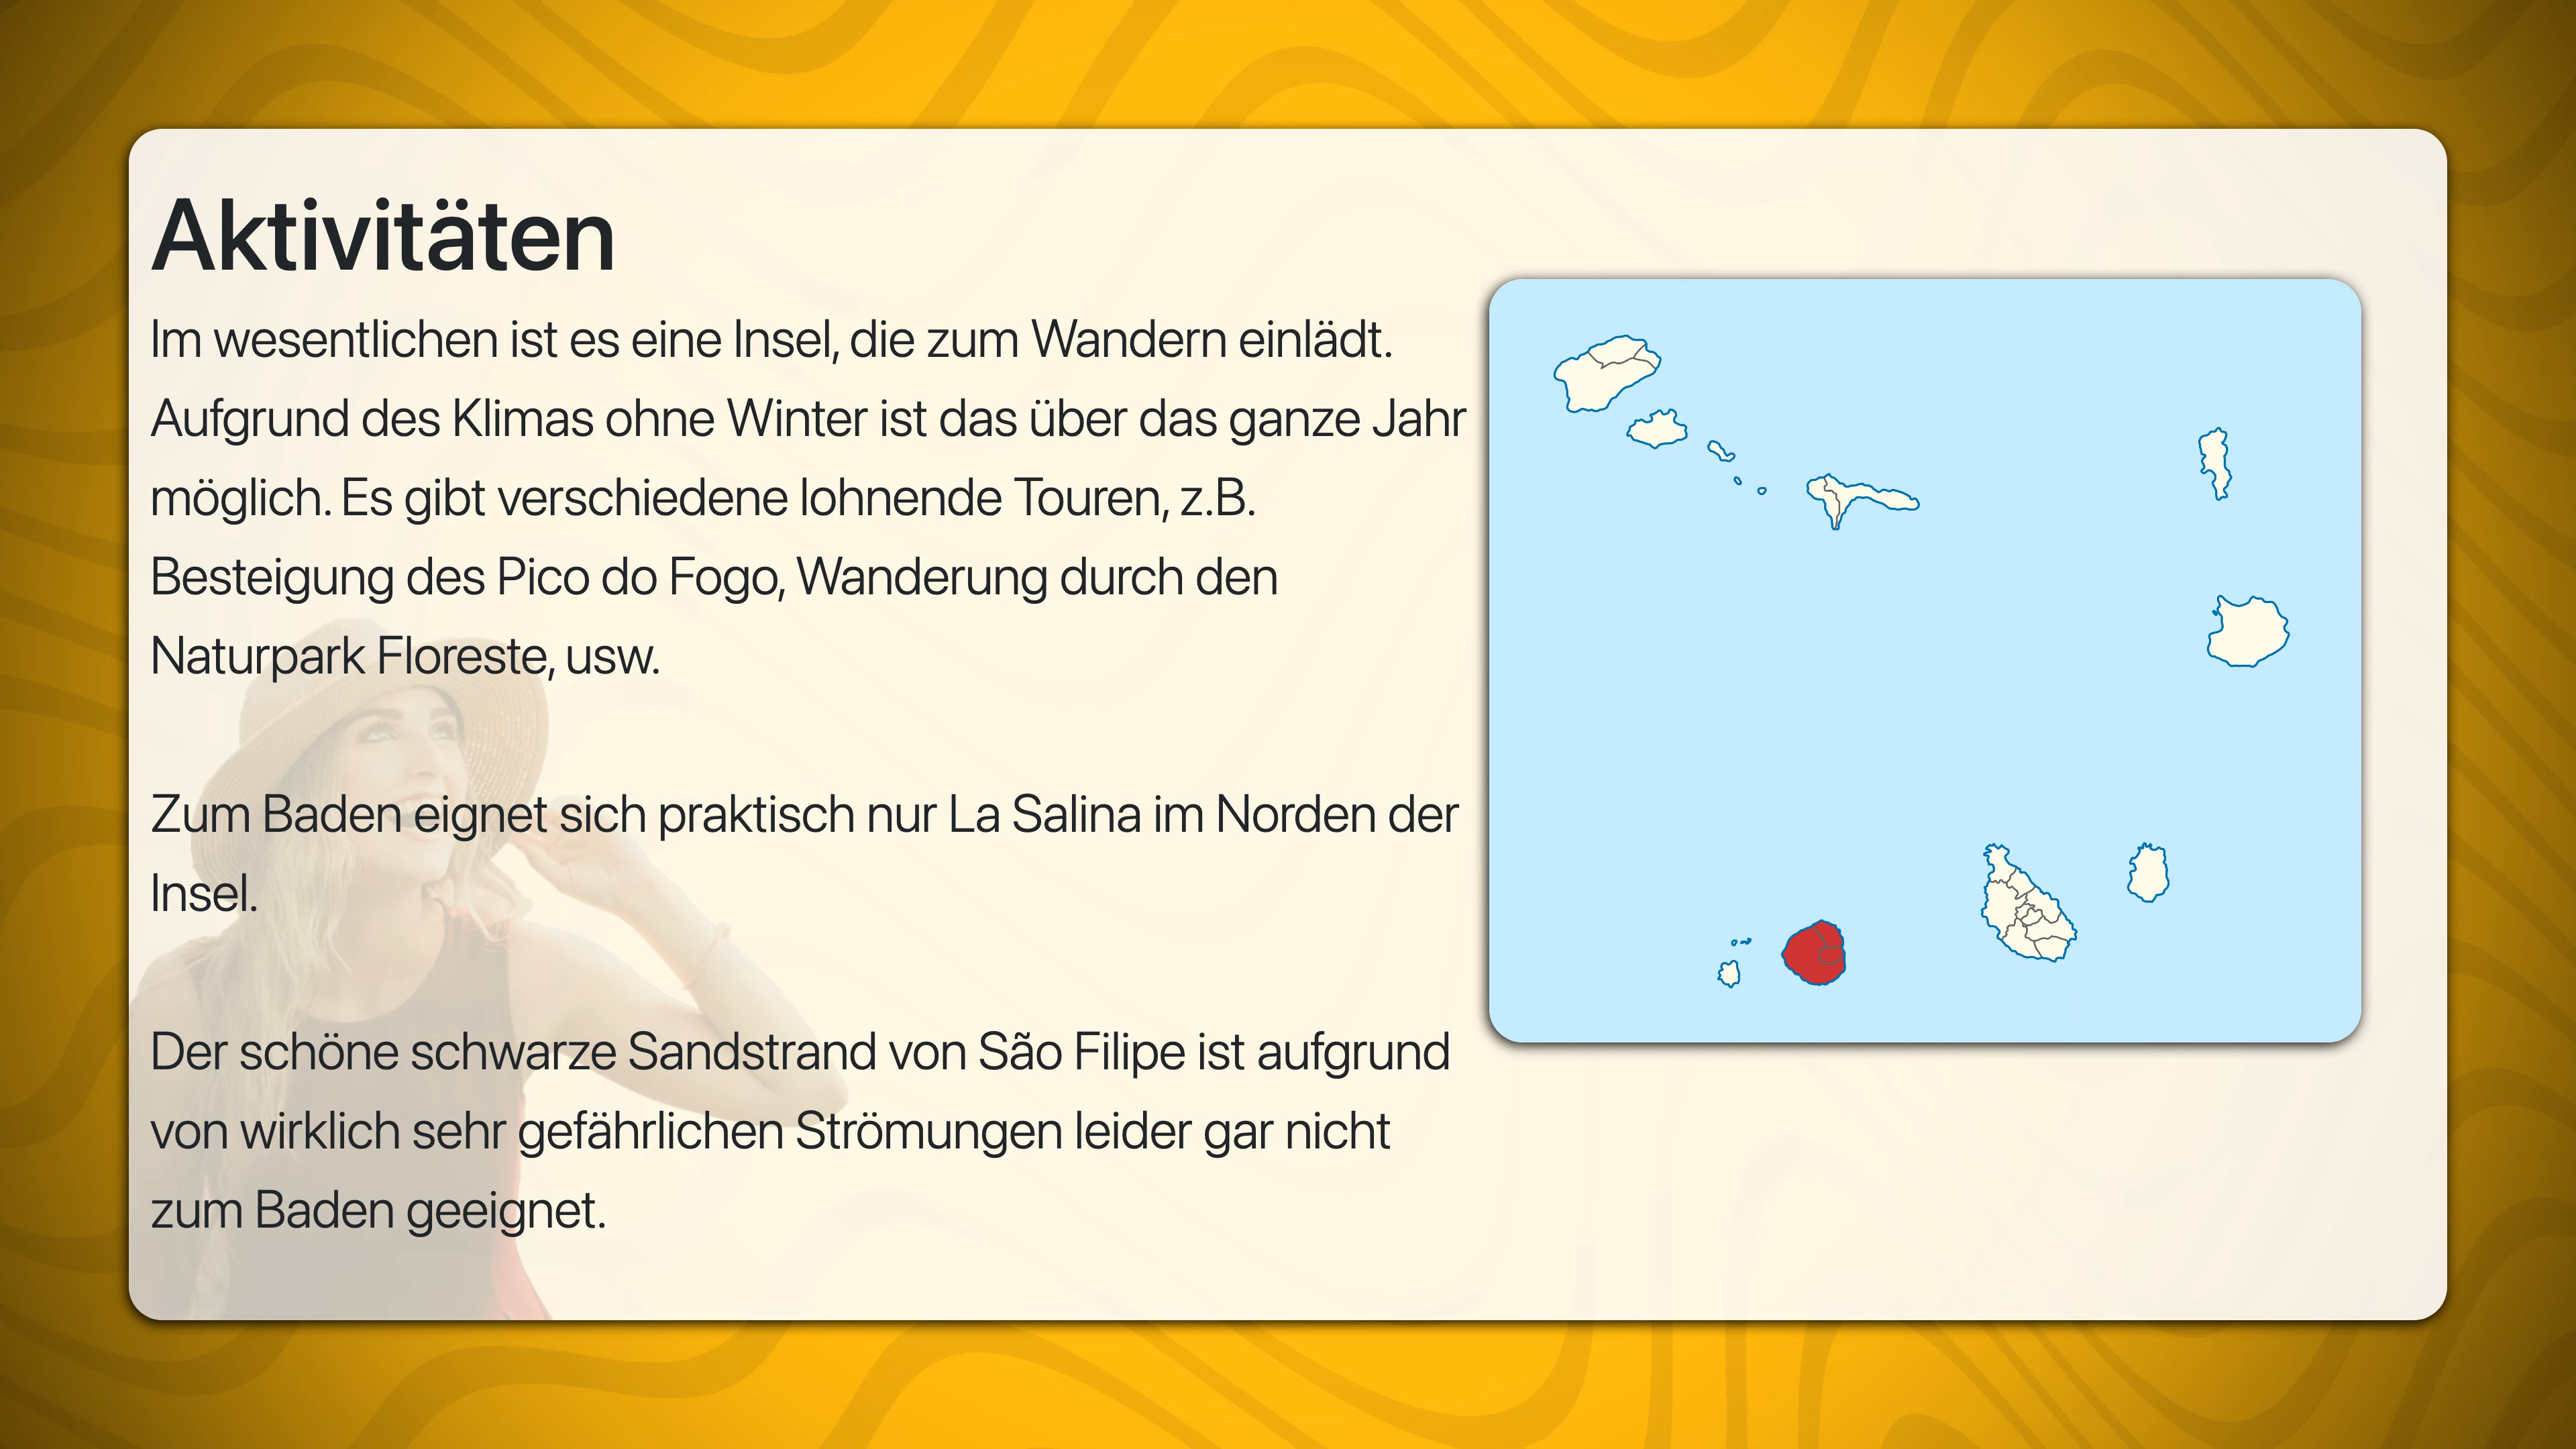 Aktivitäten
Im wesentlichen ist es eine Insel, die zum Wandern einlädt.
Aufgrund des Klimas ohne Winter ist das über das ganze Jahr
möglich. Es gibt verschiedene lohnende Touren, z.B.
Besteigung des Pico do Fogo, Wanderung durch den
Naturpark Floreste, usw.
Zum Baden eignet sich praktisch nur La Salina im Norden der
Insel.
Der schöne schwarze Sandstrand von São Filipe ist aufgrund
von wirklich sehr gefährlichen Strömungen leider gar nicht
zum Baden geeignet.